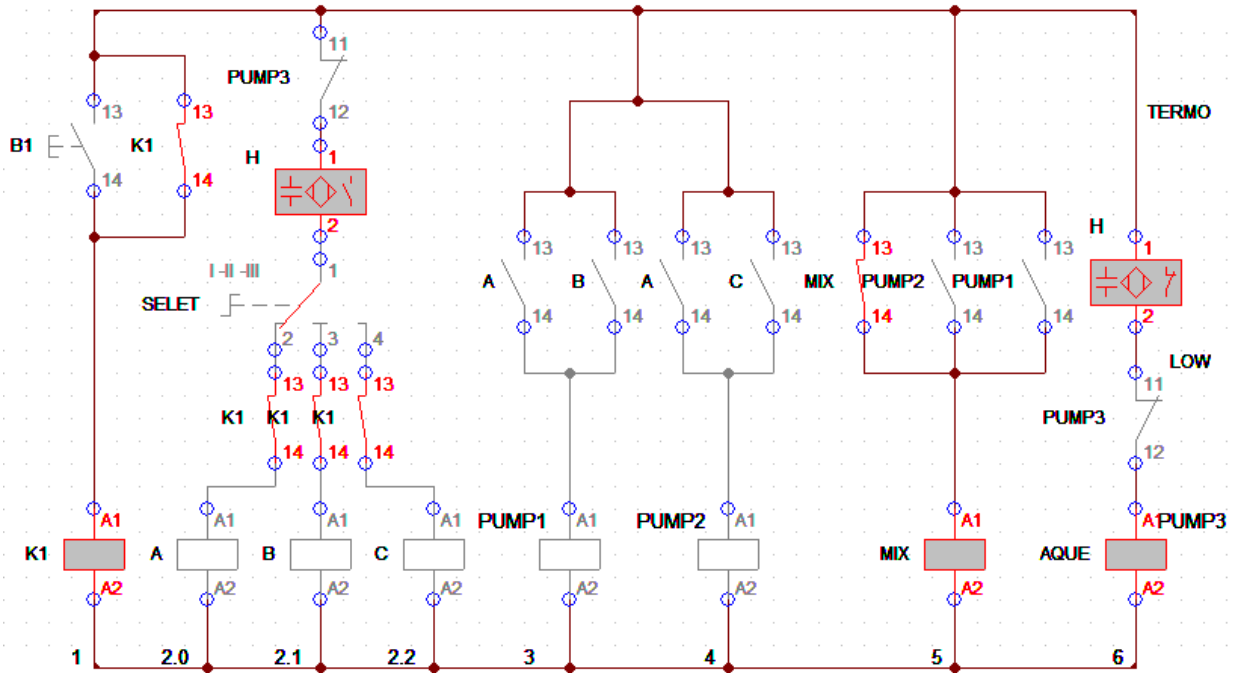 11
PUMP3
12
13 13
B1 K1
14 14
H 1
2
TERMO
I -II -III 1
SELET
2 3 4
13 13 13
K1 K1 K1
14 14 14
13 13 13 13
A B A C
14 14 14 14
13 13 13
MIX PUMP2 PUMP1
14 14 14
H 1
2
LOW
11
PUMP3
12
A1 A1 A1 A1 PUMP1 A1 PUMP2 A1 A1 A1 PUMP3
K1 A B C MIX AQUE
A2 A2 A2 A2 A2 A2 A2 A2
1 2.0 2.1 2.2 3 4 5 6